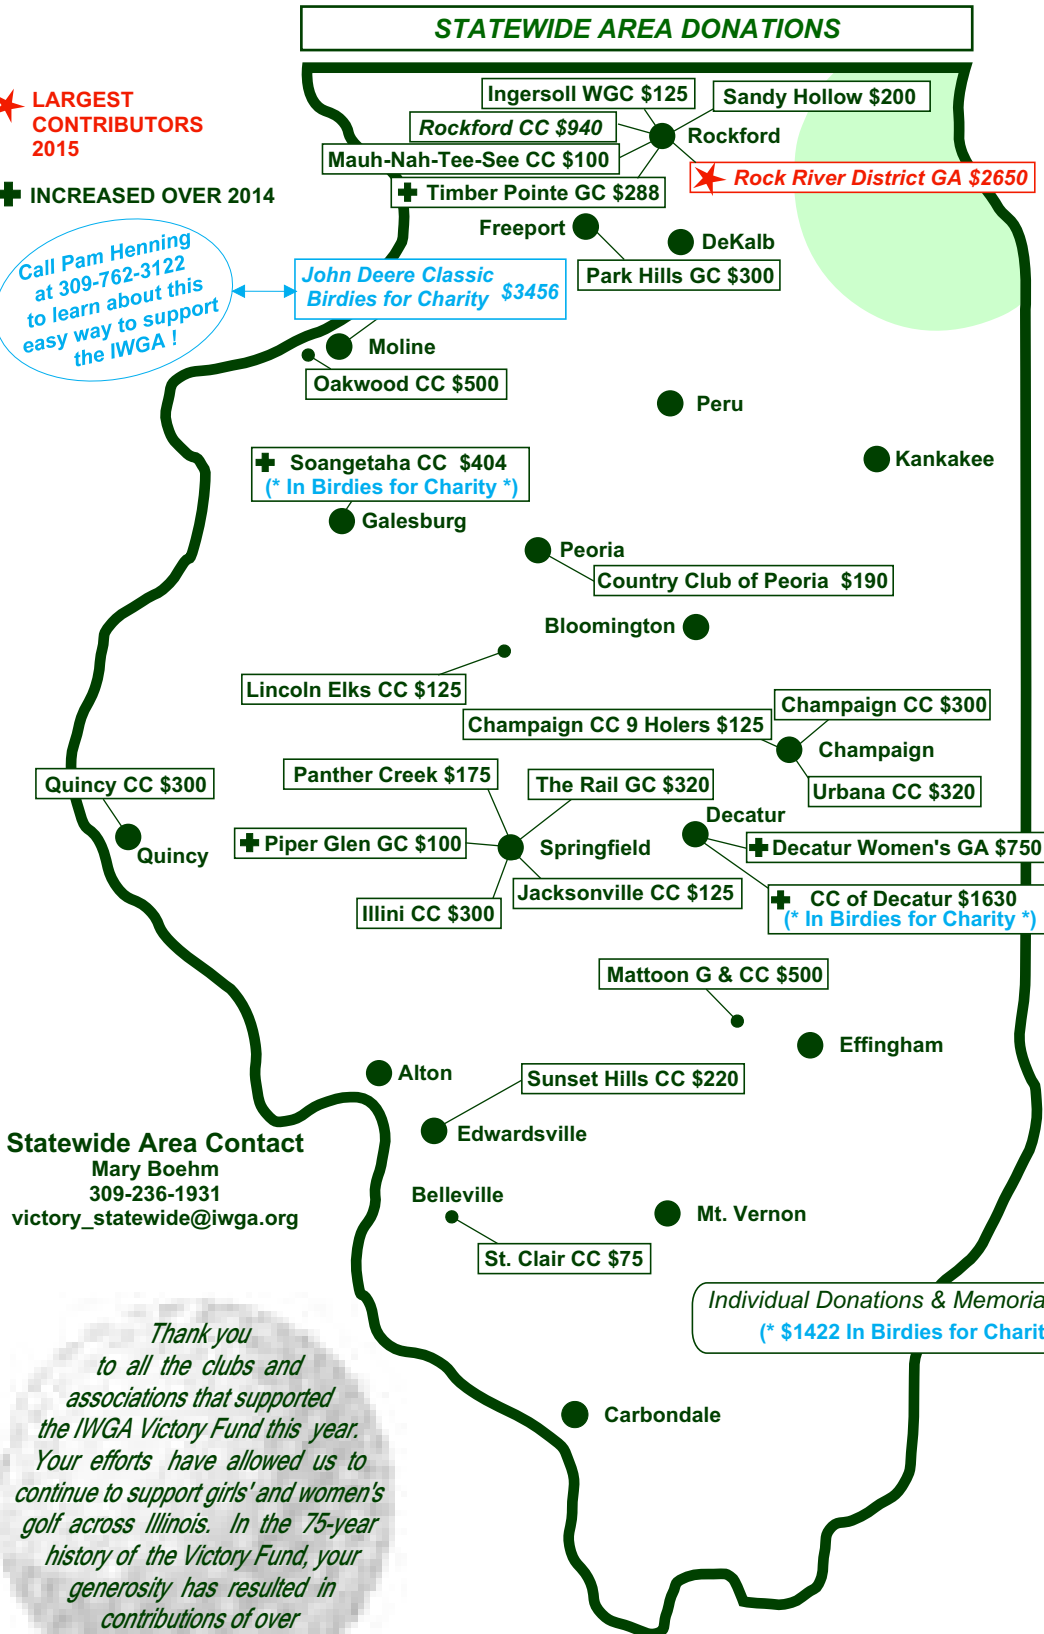 STATEWIDE AREA DONATIONS
LARGEST
CONTRIBUTORS
2015
INCREASED OVER 2014
Ingersoll WGC $125
Sandy Hollow $200
Rockford CC $940
Rockford
Mauh-Nah-Tee-See CC $100
Rock River District GA $2650
Timber Pointe GC $288
Freeport
DeKalb
Park Hills GC $300
Call Pam Henning
at 309-762-3122
to learn about this
easy way to support
the IWGA !
John Deere Classic
Birdies for Charity $3456
Moline
Oakwood CC $500
Peru
Kankakee
Soangetaha CC $404
(* In Birdies for Charity *)
Galesburg
Peoria
Country Club of Peoria $190
Bloomington
Lincoln Elks CC $125
Champaign CC $300
Champaign CC 9 Holers $125
Champaign
Urbana CC $320
Quincy CC $300
Quincy
Panther Creek $175
The Rail GC $320
Piper Glen GC $100
Springfield
Jacksonville CC $125
Illini CC $300
Decatur
Decatur Women's GA $750
CC of Decatur $1630
(* In Birdies for Charity *)
Mattoon G & CC $500
Effingham
Alton
Sunset Hills CC $220
Edwardsville
Statewide Area Contact
Mary Boehm
309-236-1931
victory_statewide@iwga.org
Belleville
Mt. Vernon
St. Clair CC $75
Individual Donations & Memoria
(* $1422 In Birdies for Charit
Carbondale
Thank you
to all the clubs and
associations that supported
the IWGA Victory Fund this year.
Your efforts have allowed us to
continue to support girls' and women's
golf across Illinois. In the 75-year
history of the Victory Fund, your
generosity has resulted in
contributions of over